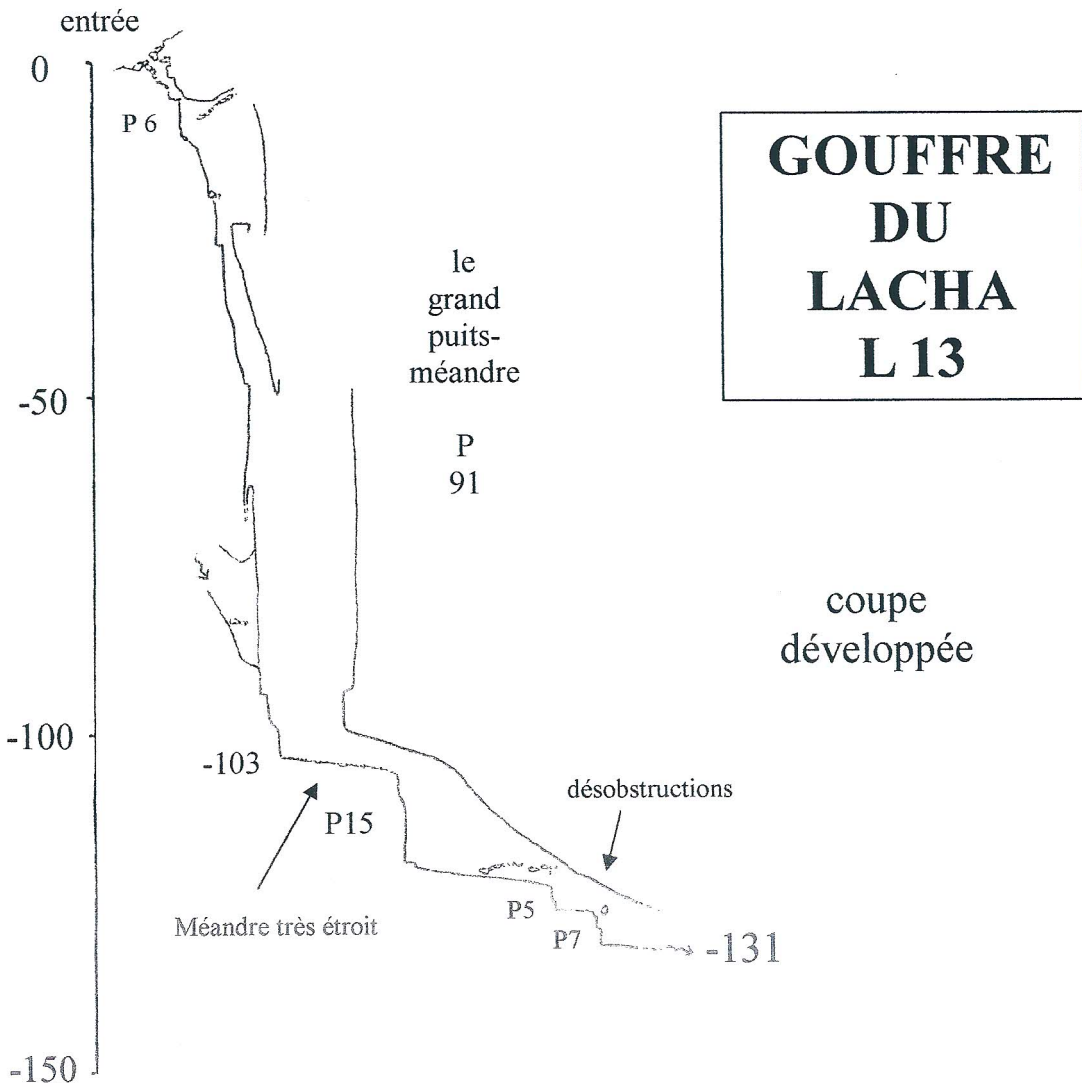 entrée
0
P 6
GOUFFRE
DU
LACHA
L 13
le
grand
puits-
méandre
-50
P
91
coupe
développée
-100
-103
désobstructions
P15
P5
Méandre très étroit
P7
-131
-150